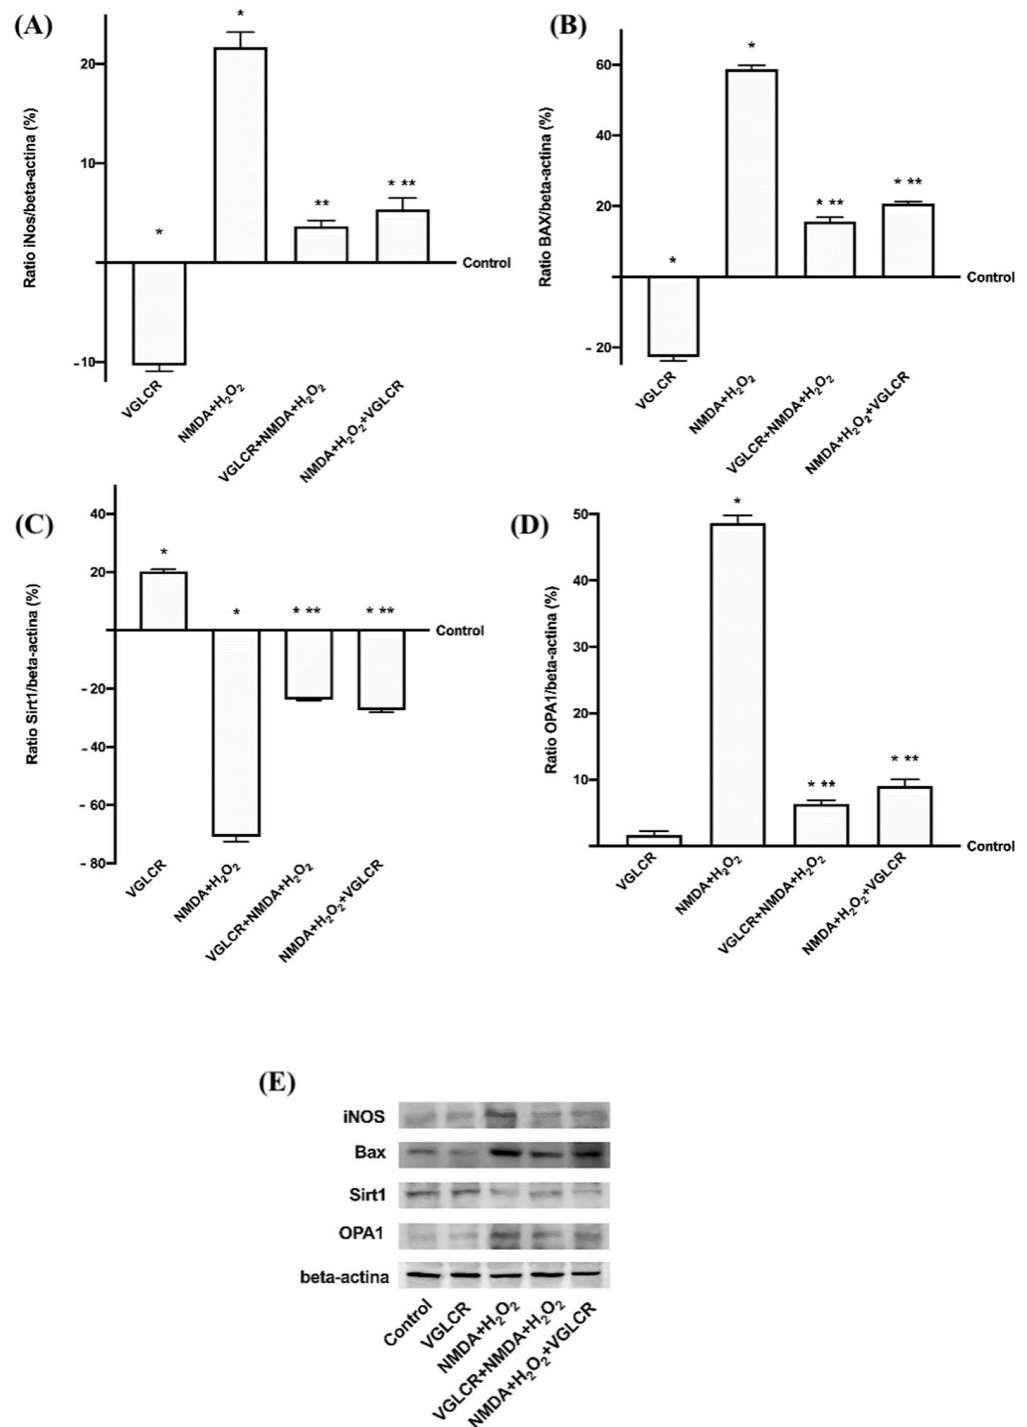 (A)
Ratio iNos/beta-actina (%)
*
20
10
*
**
* **
Control
- 10
VGLCR
NMDA+H₂O₂
VGLCR+NMDA+H₂O₂
NMDA+H₂O₂+VGLCR
(B)
Ratio BAX/beta-actina (%)
*
60
40
20
*
* **
* **
Control
- 20
VGLCR
NMDA+H₂O₂
VGLCR+NMDA+H₂O₂
NMDA+H₂O₂+VGLCR
(C)
Ratio Sirt1/beta-actina (%)
40
20
*
*
* **
* **
Control
- 20
- 40
- 60
- 80
VGLCR
NMDA+H₂O₂
VGLCR+NMDA+H₂O₂
NMDA+H₂O₂+VGLCR
(D)
Ratio OPA1/beta-actina (%)
*
50
40
30
20
10
* **
* **
Control
VGLCR
NMDA+H₂O₂
VGLCR+NMDA+H₂O₂
NMDA+H₂O₂+VGLCR
(E)
iNOS
Bax
Sirt1
OPA1
beta-actina
Control
VGLCR
NMDA+H₂O₂
VGLCR+NMDA+H₂O₂
NMDA+H₂O₂+VGLCR